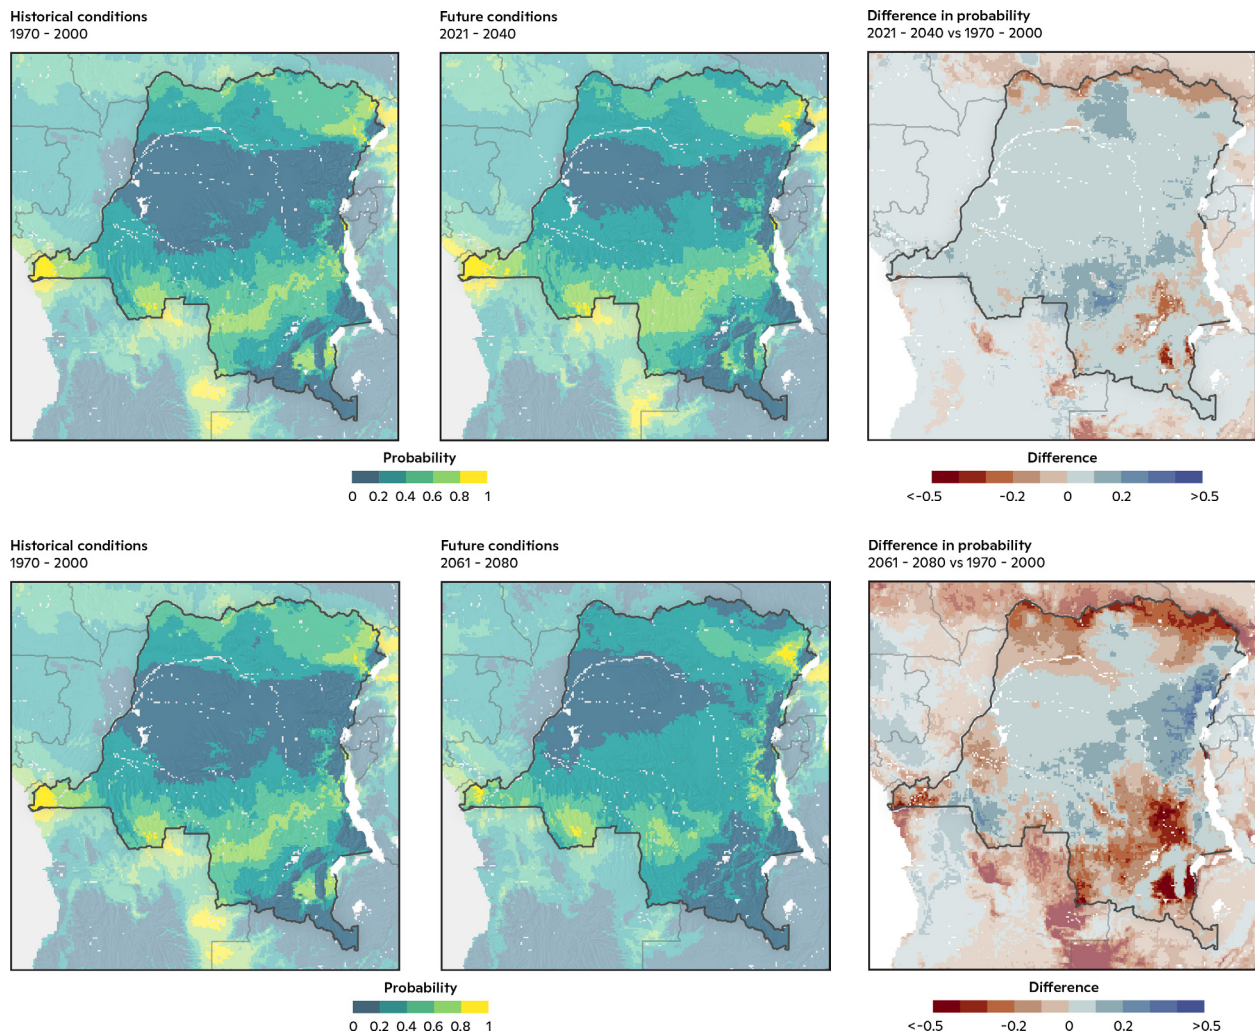 Historical conditions
1970 - 2000
Future conditions
2021 - 2040
Difference in probability
2021 - 2040 vs 1970 - 2000
Probability
0 0.2 0.4 0.6 0.8 1
Difference
<-0.5 -0.2 0 0.2 >0.5
Historical conditions
1970 - 2000
Future conditions
2061 - 2080
Difference in probability
2061 - 2080 vs 1970 - 2000
Probability
0 0.2 0.4 0.6 0.8 1
Difference
<-0.5 -0.2 0 0.2 >0.5